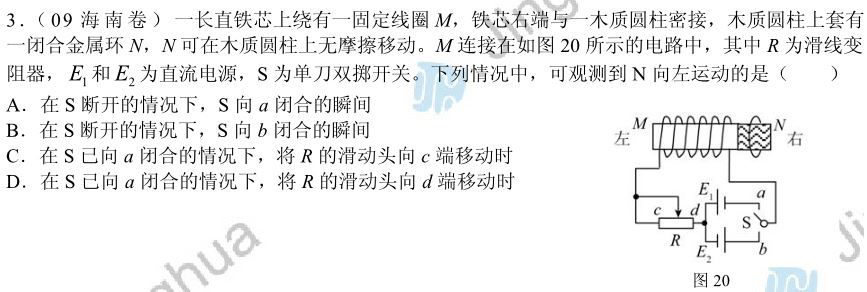 3.(09 海南卷) 一长直铁芯上绕有一固定线圈 M，铁芯右端与一木质圆柱密接，木质圆柱上套有
一闭合金属环 N，N 可在木质圆柱上无摩擦移动。M 连接在如图 20 所示的电路中，其中 R 为滑线变
阻器，E₁和 E₂为直流电源，S 为单刀双掷开关。下列情况中，可观测到 N 向左运动的是（　　）
A．在 S 断开的情况下，S 向 a 闭合的瞬间
B．在 S 断开的情况下，S 向 b 闭合的瞬间
C．在 S 已向 a 闭合的情况下，将 R 的滑动头向 c 端移动时
D．在 S 已向 a 闭合的情况下，将 R 的滑动头向 d 端移动时
左 M N 右
E₁ a
c d S
R E₂ b
图 20
Jing
hua
Ji